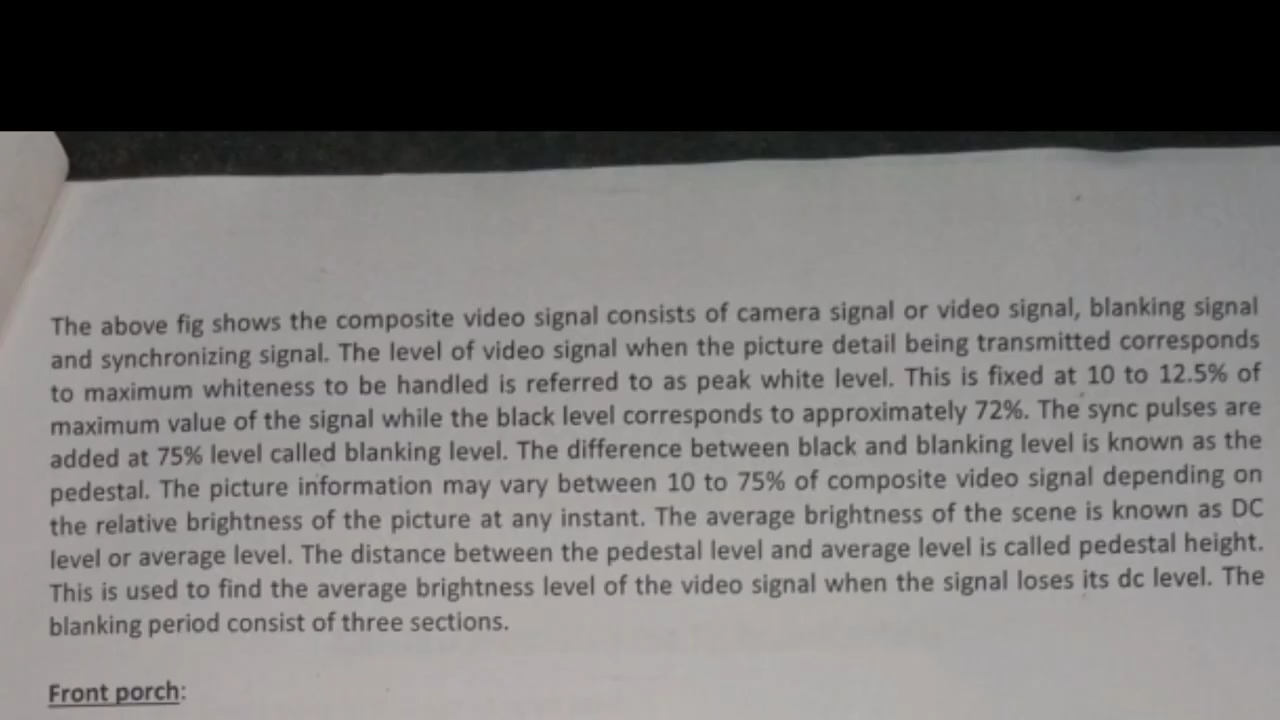 The above fig shows the composite video signal consists of camera signal or video signal, blanking signal
and synchronizing signal. The level of video signal when the picture detail being transmitted corresponds
to maximum whiteness to be handled is referred to as peak white level. This is fixed at 10 to 12.5% of
maximum value of the signal while the black level corresponds to approximately 72%. The sync pulses are
added at 75% level called blanking level. The difference between black and blanking level is known as the
pedestal. The picture information may vary between 10 to 75% of composite video signal depending on
the relative brightness of the picture at any instant. The average brightness of the scene is known as DC
level or average level. The distance between the pedestal level and average level is called pedestal height.
This is used to find the average brightness level of the video signal when the signal loses its dc level. The
blanking period consist of three sections.
Front porch: